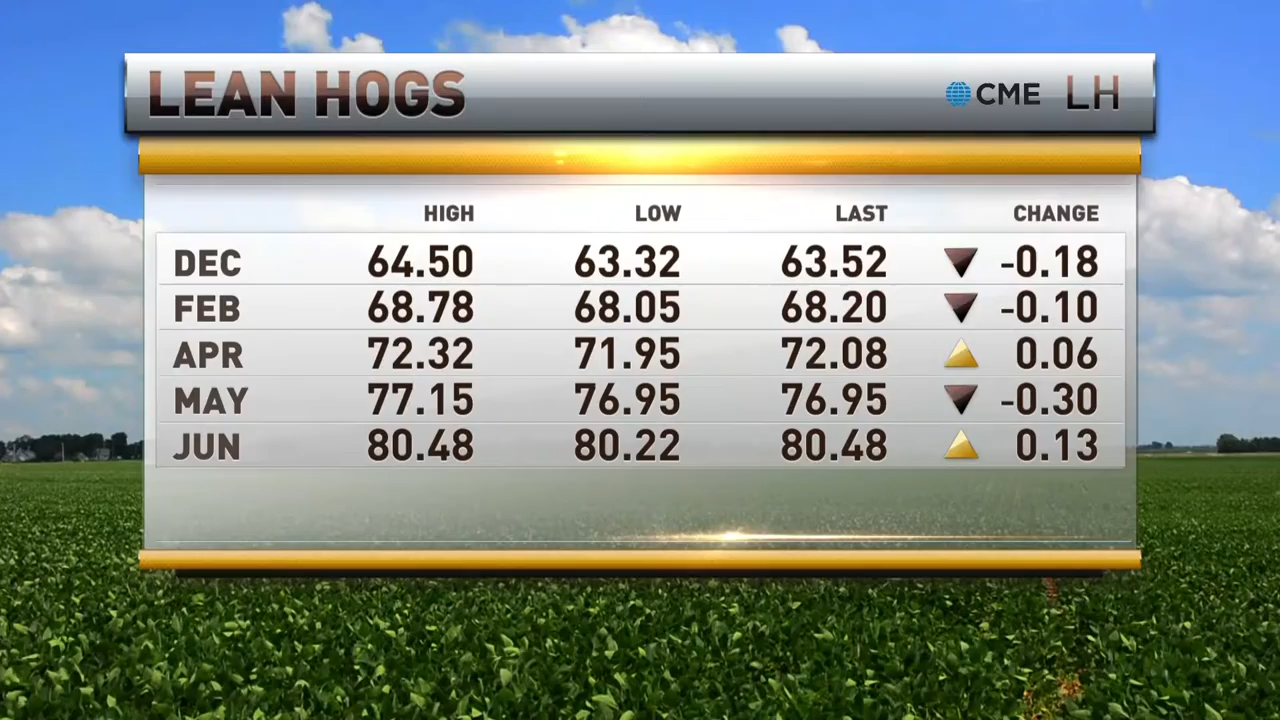 LEAN HOGS CME LH
HIGH LOW LAST CHANGE
DEC 64.50 63.32 63.52 -0.18
FEB 68.78 68.05 68.20 -0.10
APR 72.32 71.95 72.08 0.06
MAY 77.15 76.95 76.95 -0.30
JUN 80.48 80.22 80.48 0.13